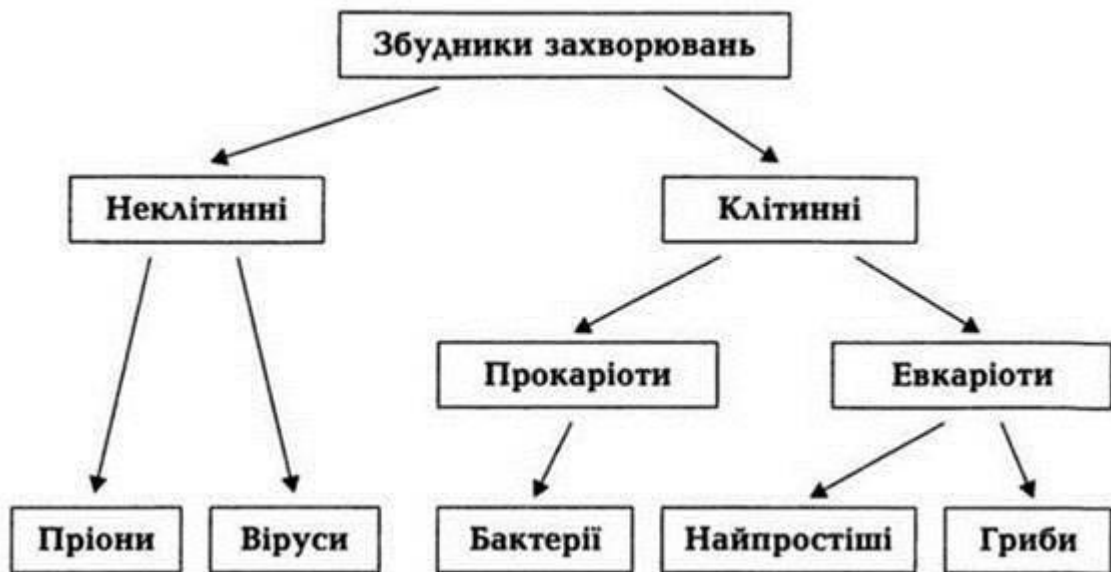 Збудники захворювань
Неклітинні
Клітинні
Прокаріоти
Евкаріоти
Пріони
Віруси
Бактерії
Найпростіші
Гриби